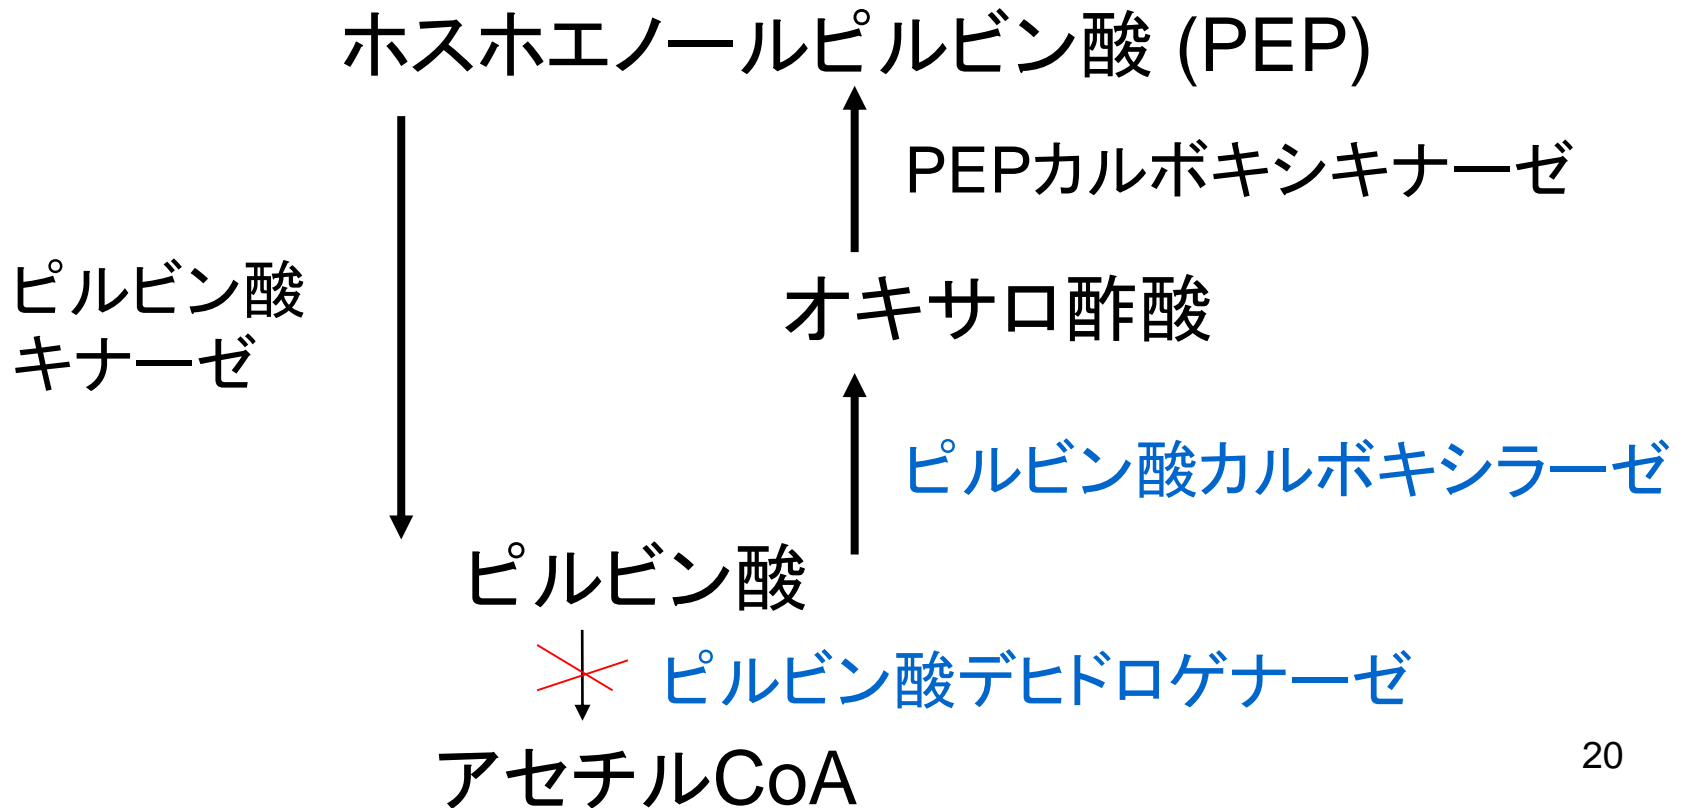 ホスホエノールピルビン酸 (PEP)
PEPカルボキシキナーゼ
ピルビン酸
キナーゼ
オキサロ酢酸
ピルビン酸カルボキシラーゼ
ピルビン酸
ピルビン酸デヒドロゲナーゼ
アセチルCoA
20